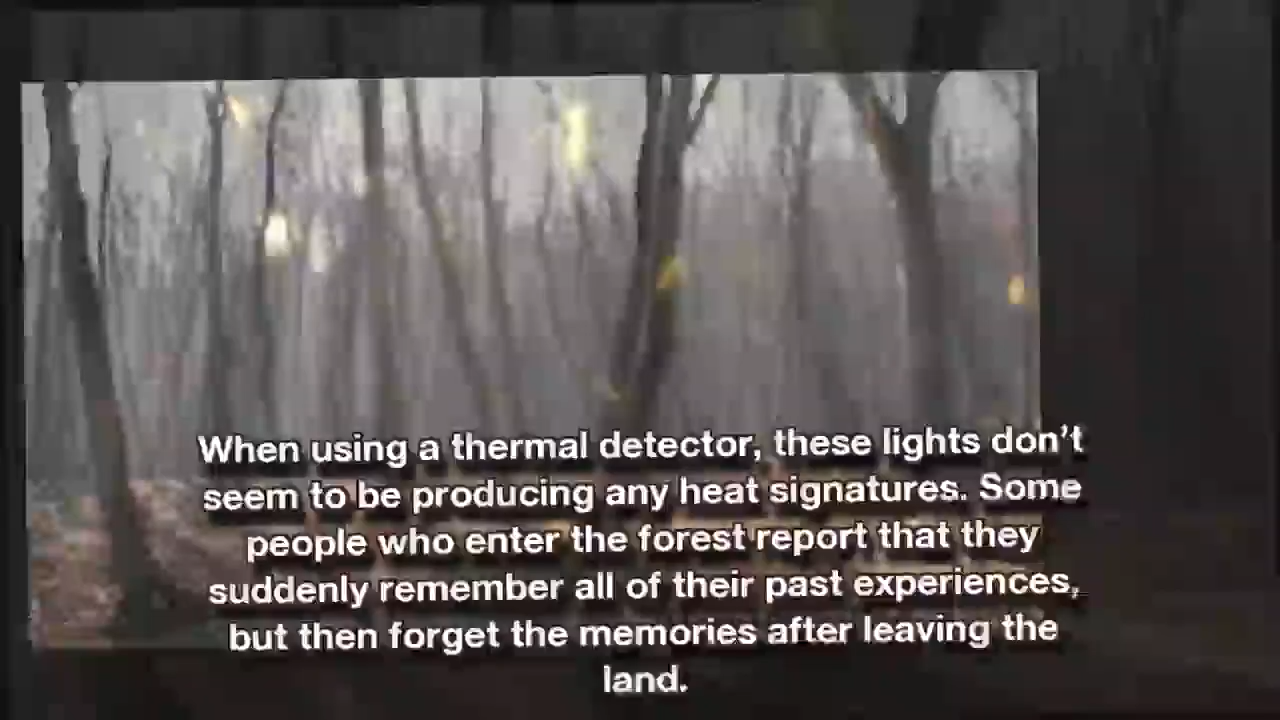 When using a thermal detector, these lights don't
seem to be producing any heat signatures. Some
people who enter the forest report that they
suddenly remember all of their past experiences,
but then forget the memories after leaving the
land.